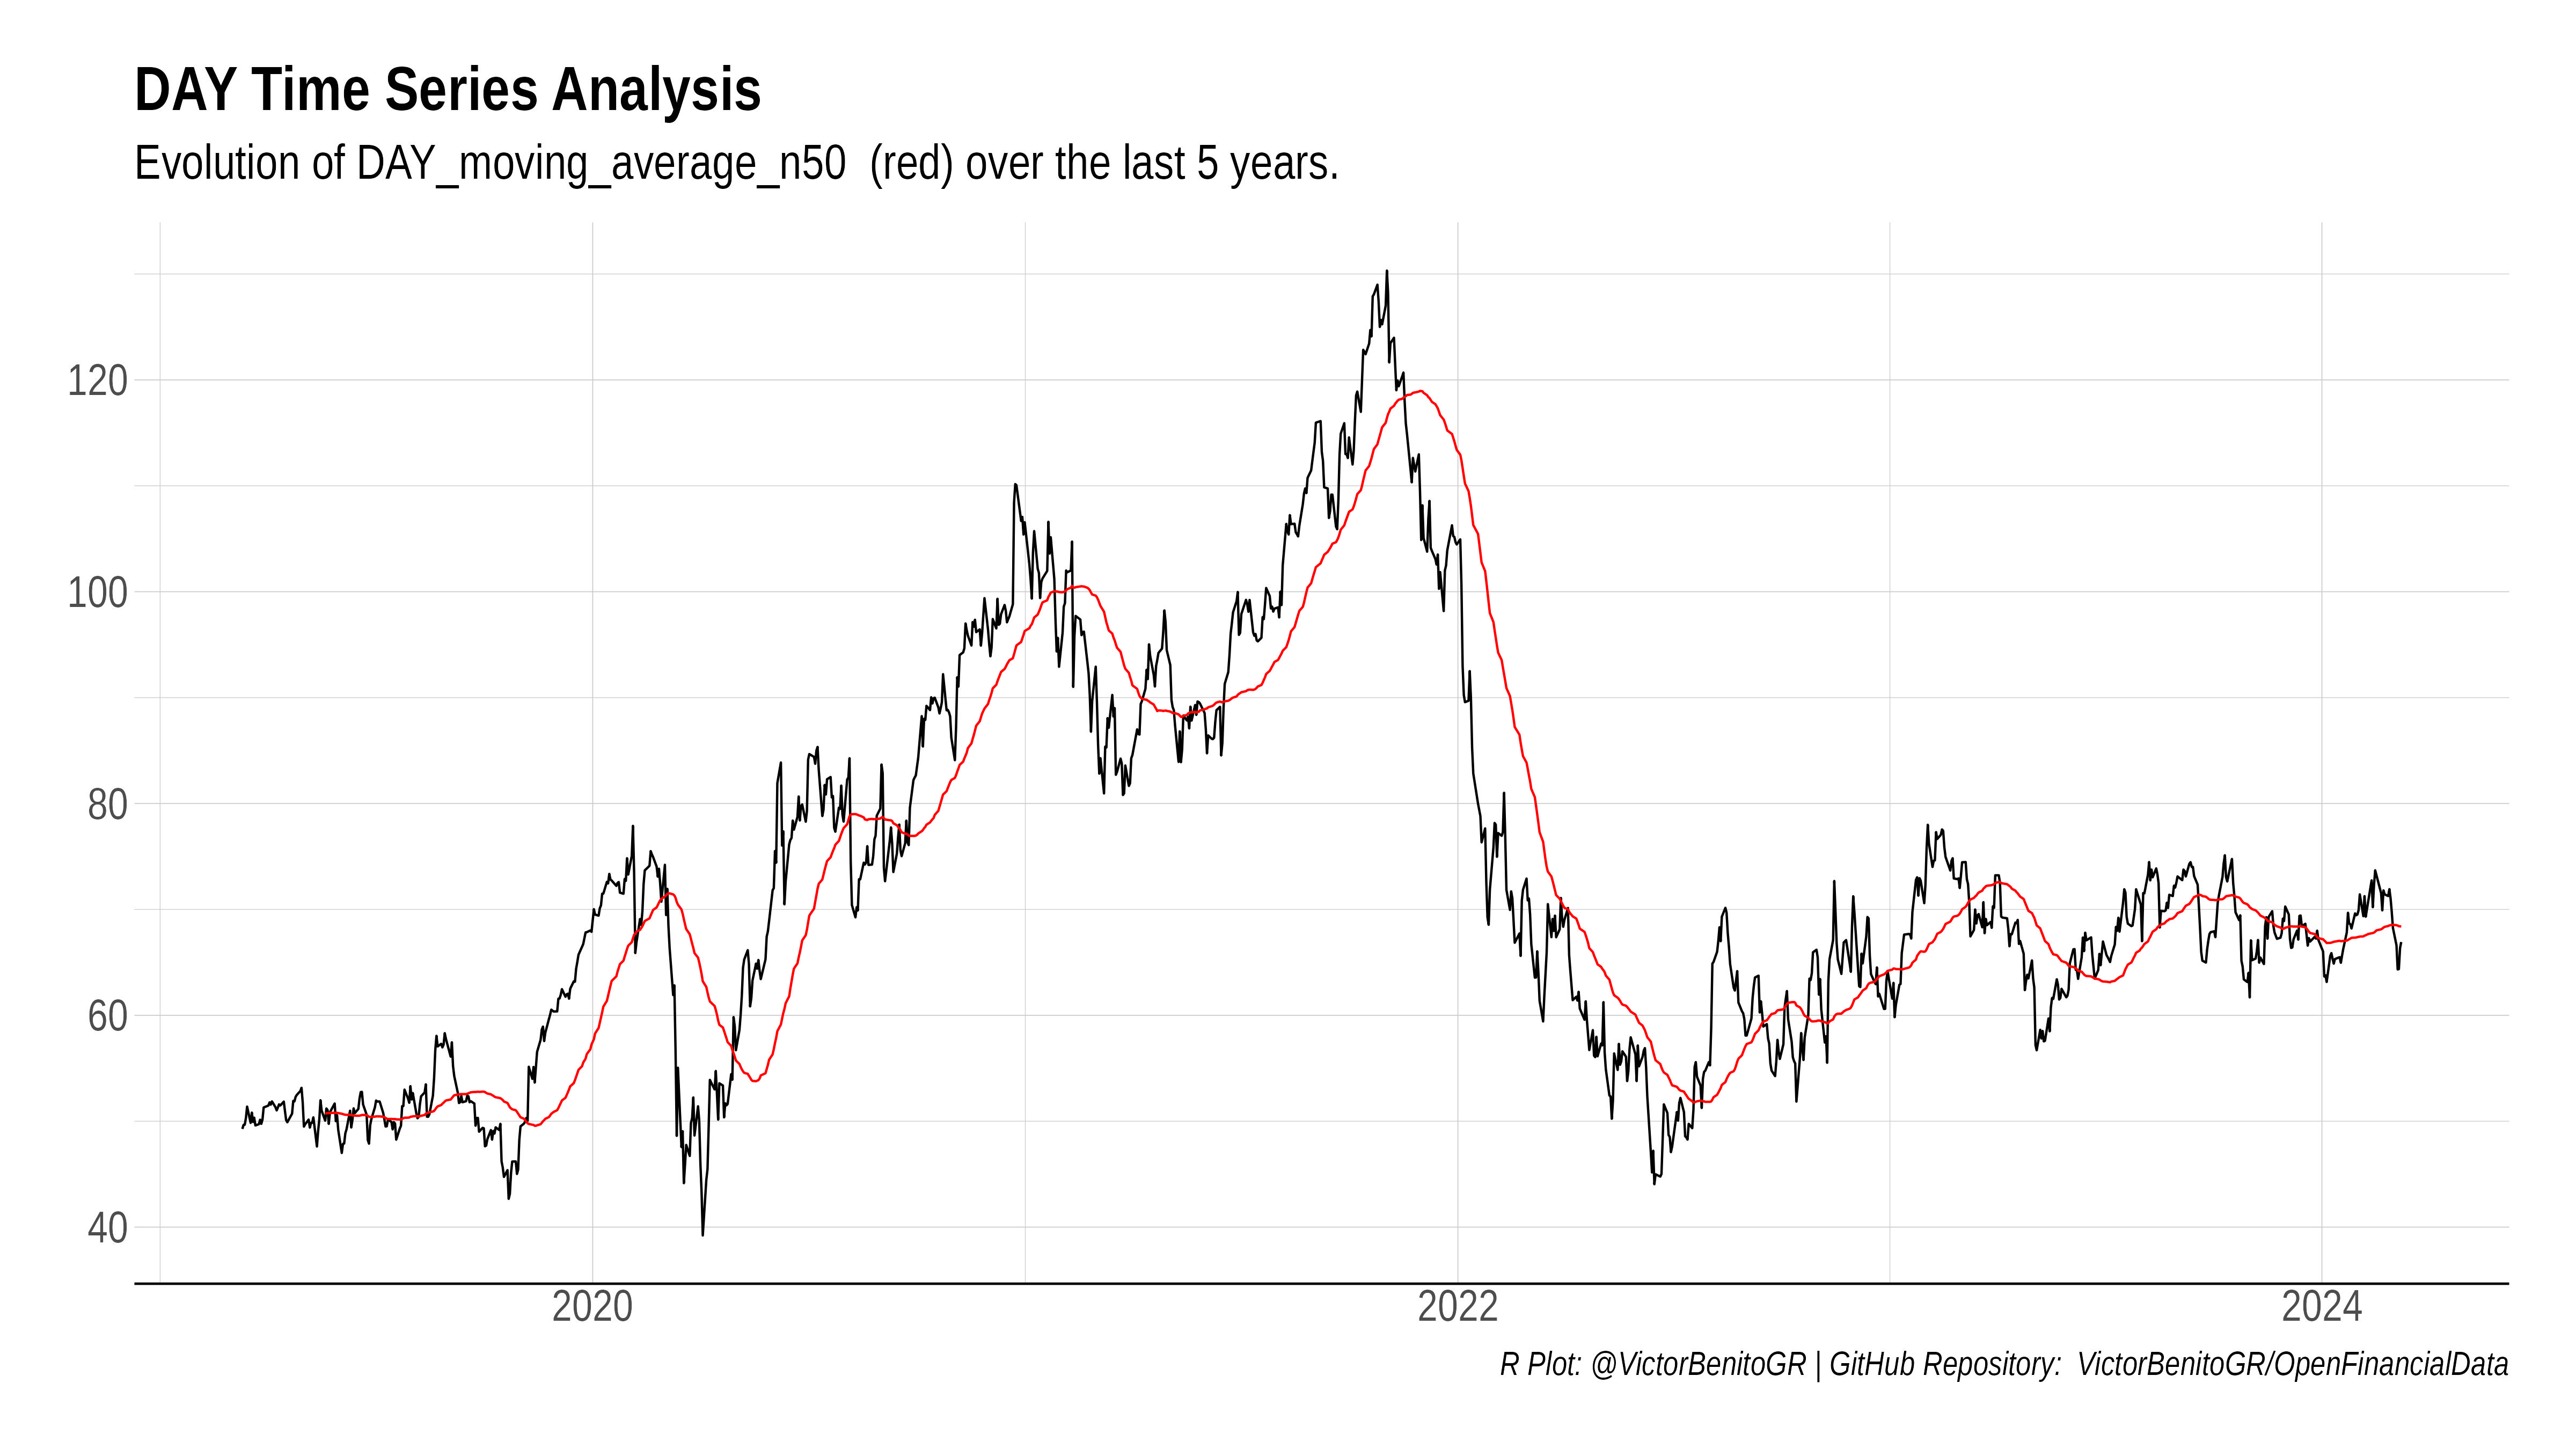 DAY Time Series Analysis
Evolution of DAY_moving_average_n50  (red) over the last 5 years.
120
100
80
60
40
2020
2022
2024
R Plot: @VictorBenitoGR | GitHub Repository:  VictorBenitoGR/OpenFinancialData